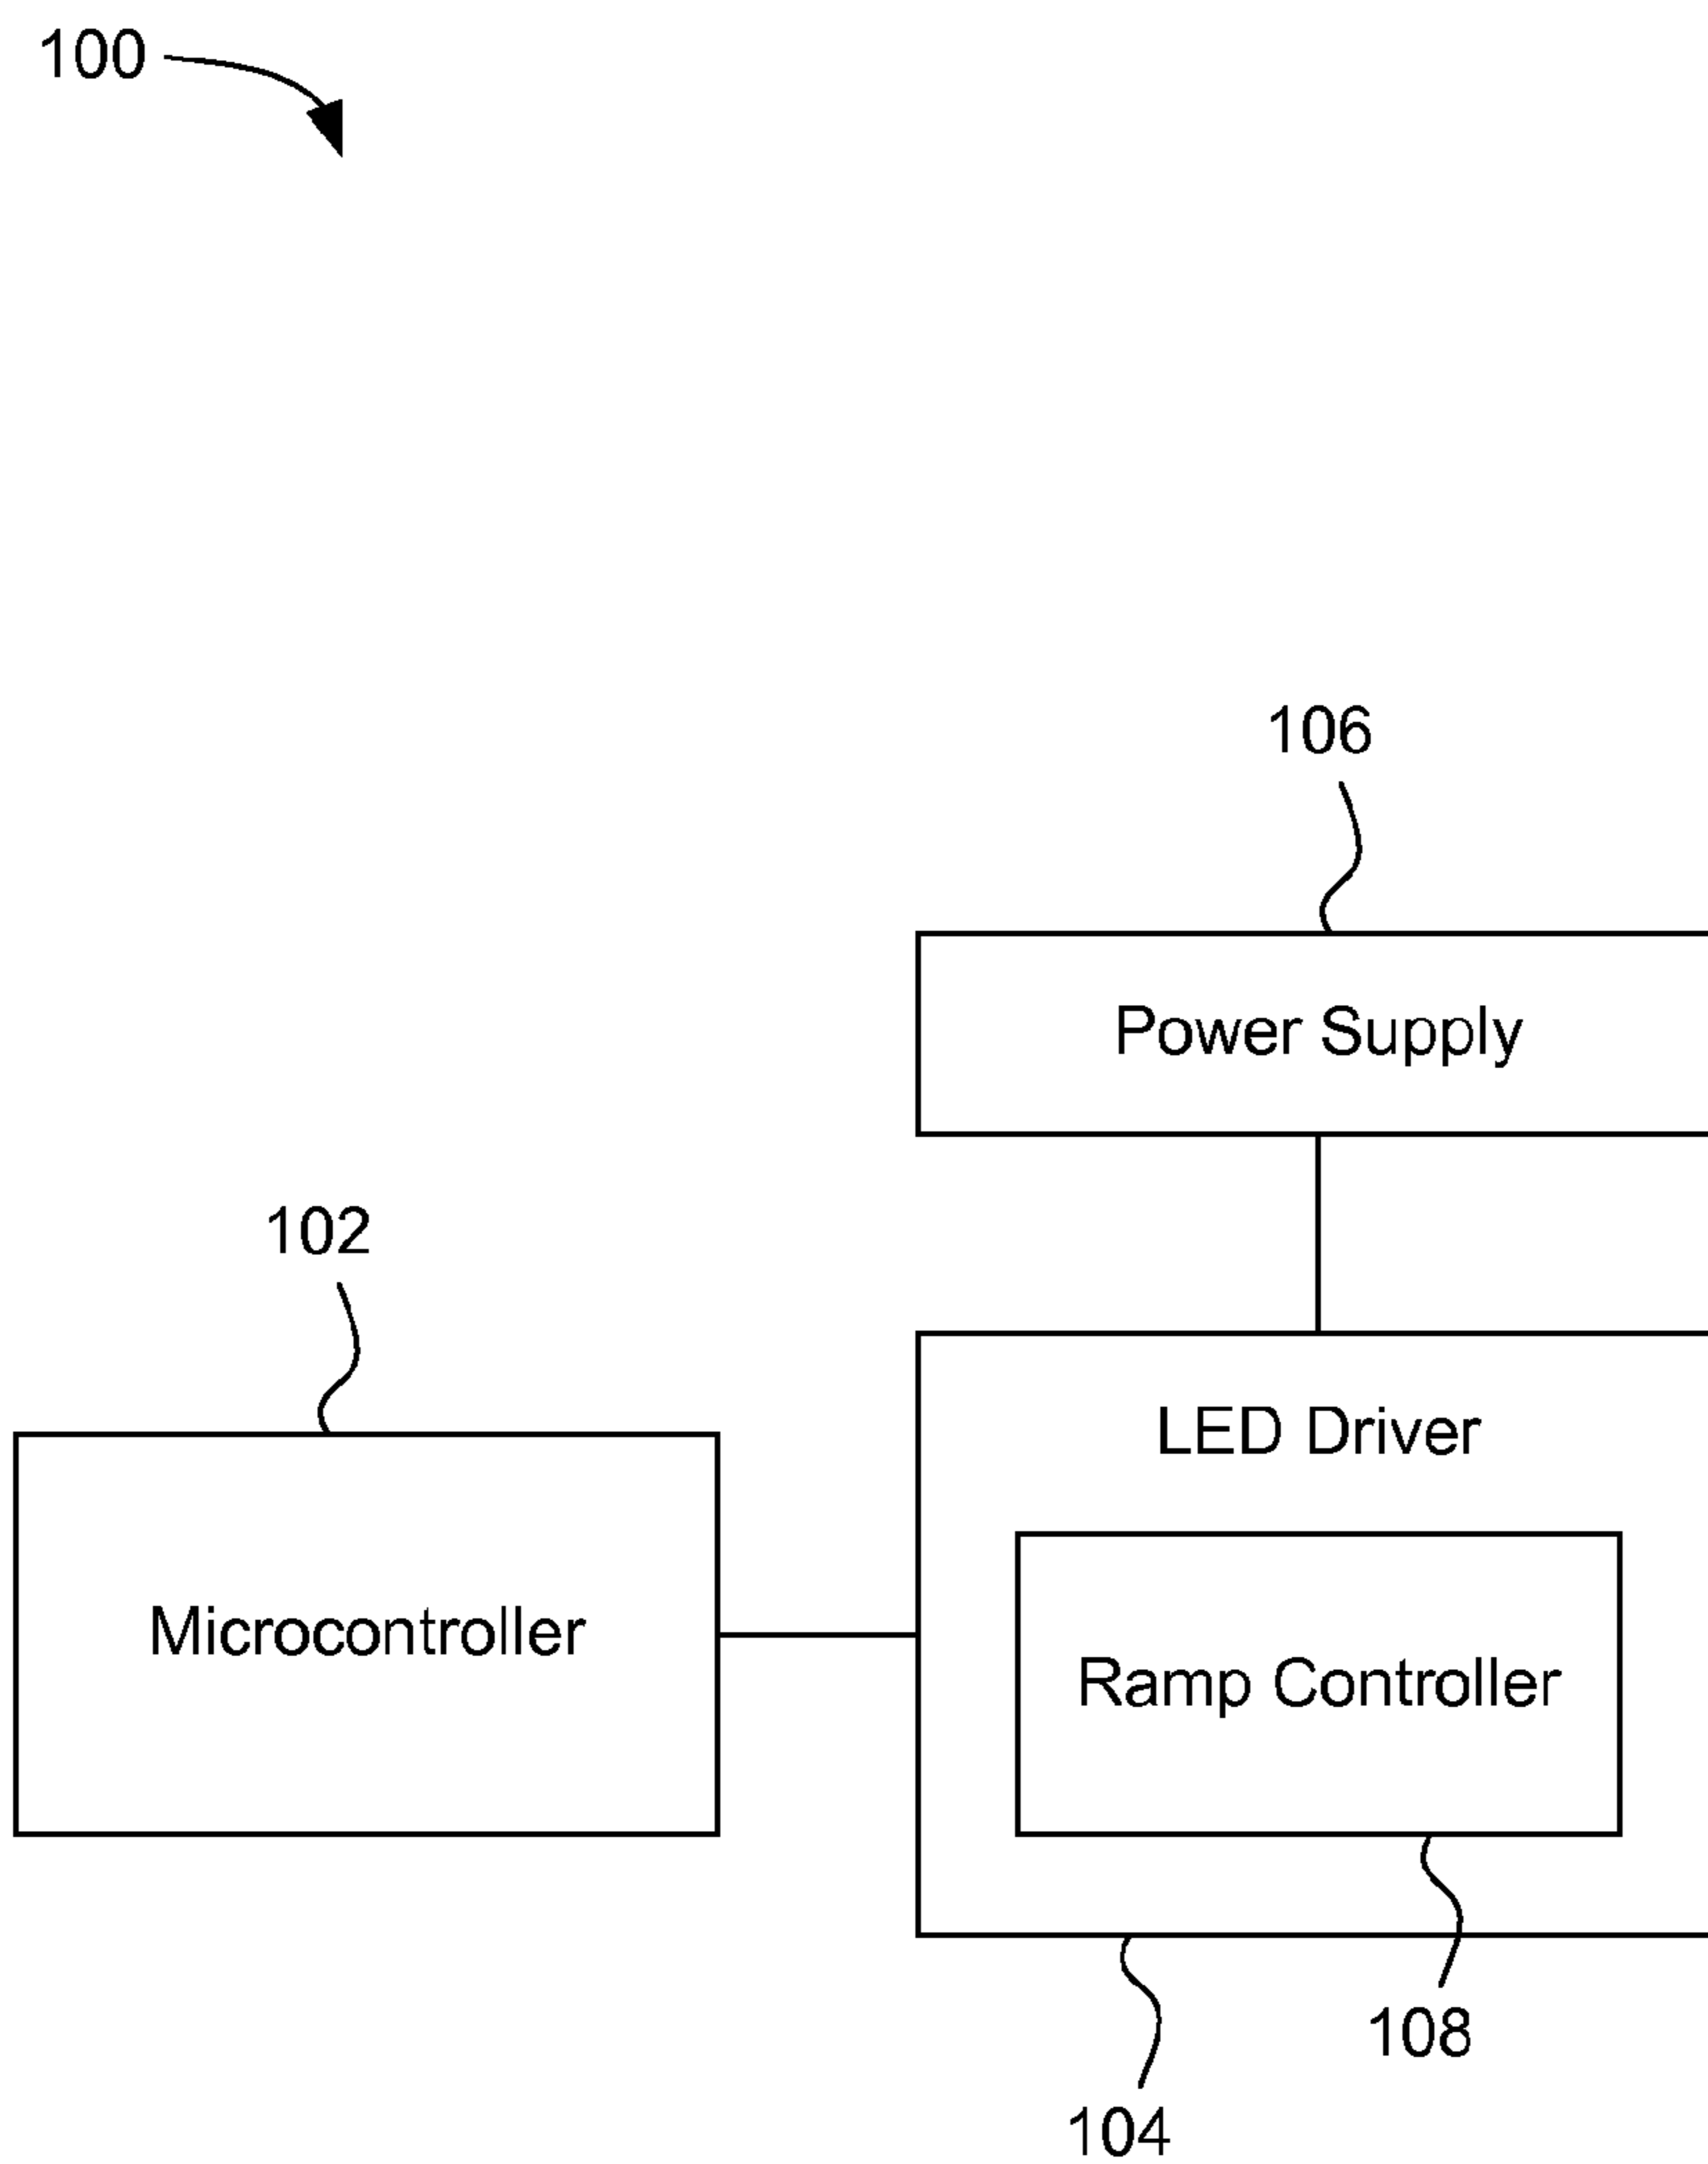 100
106
Power Supply
102
LED Driver
Microcontroller
Ramp Controller
108
104